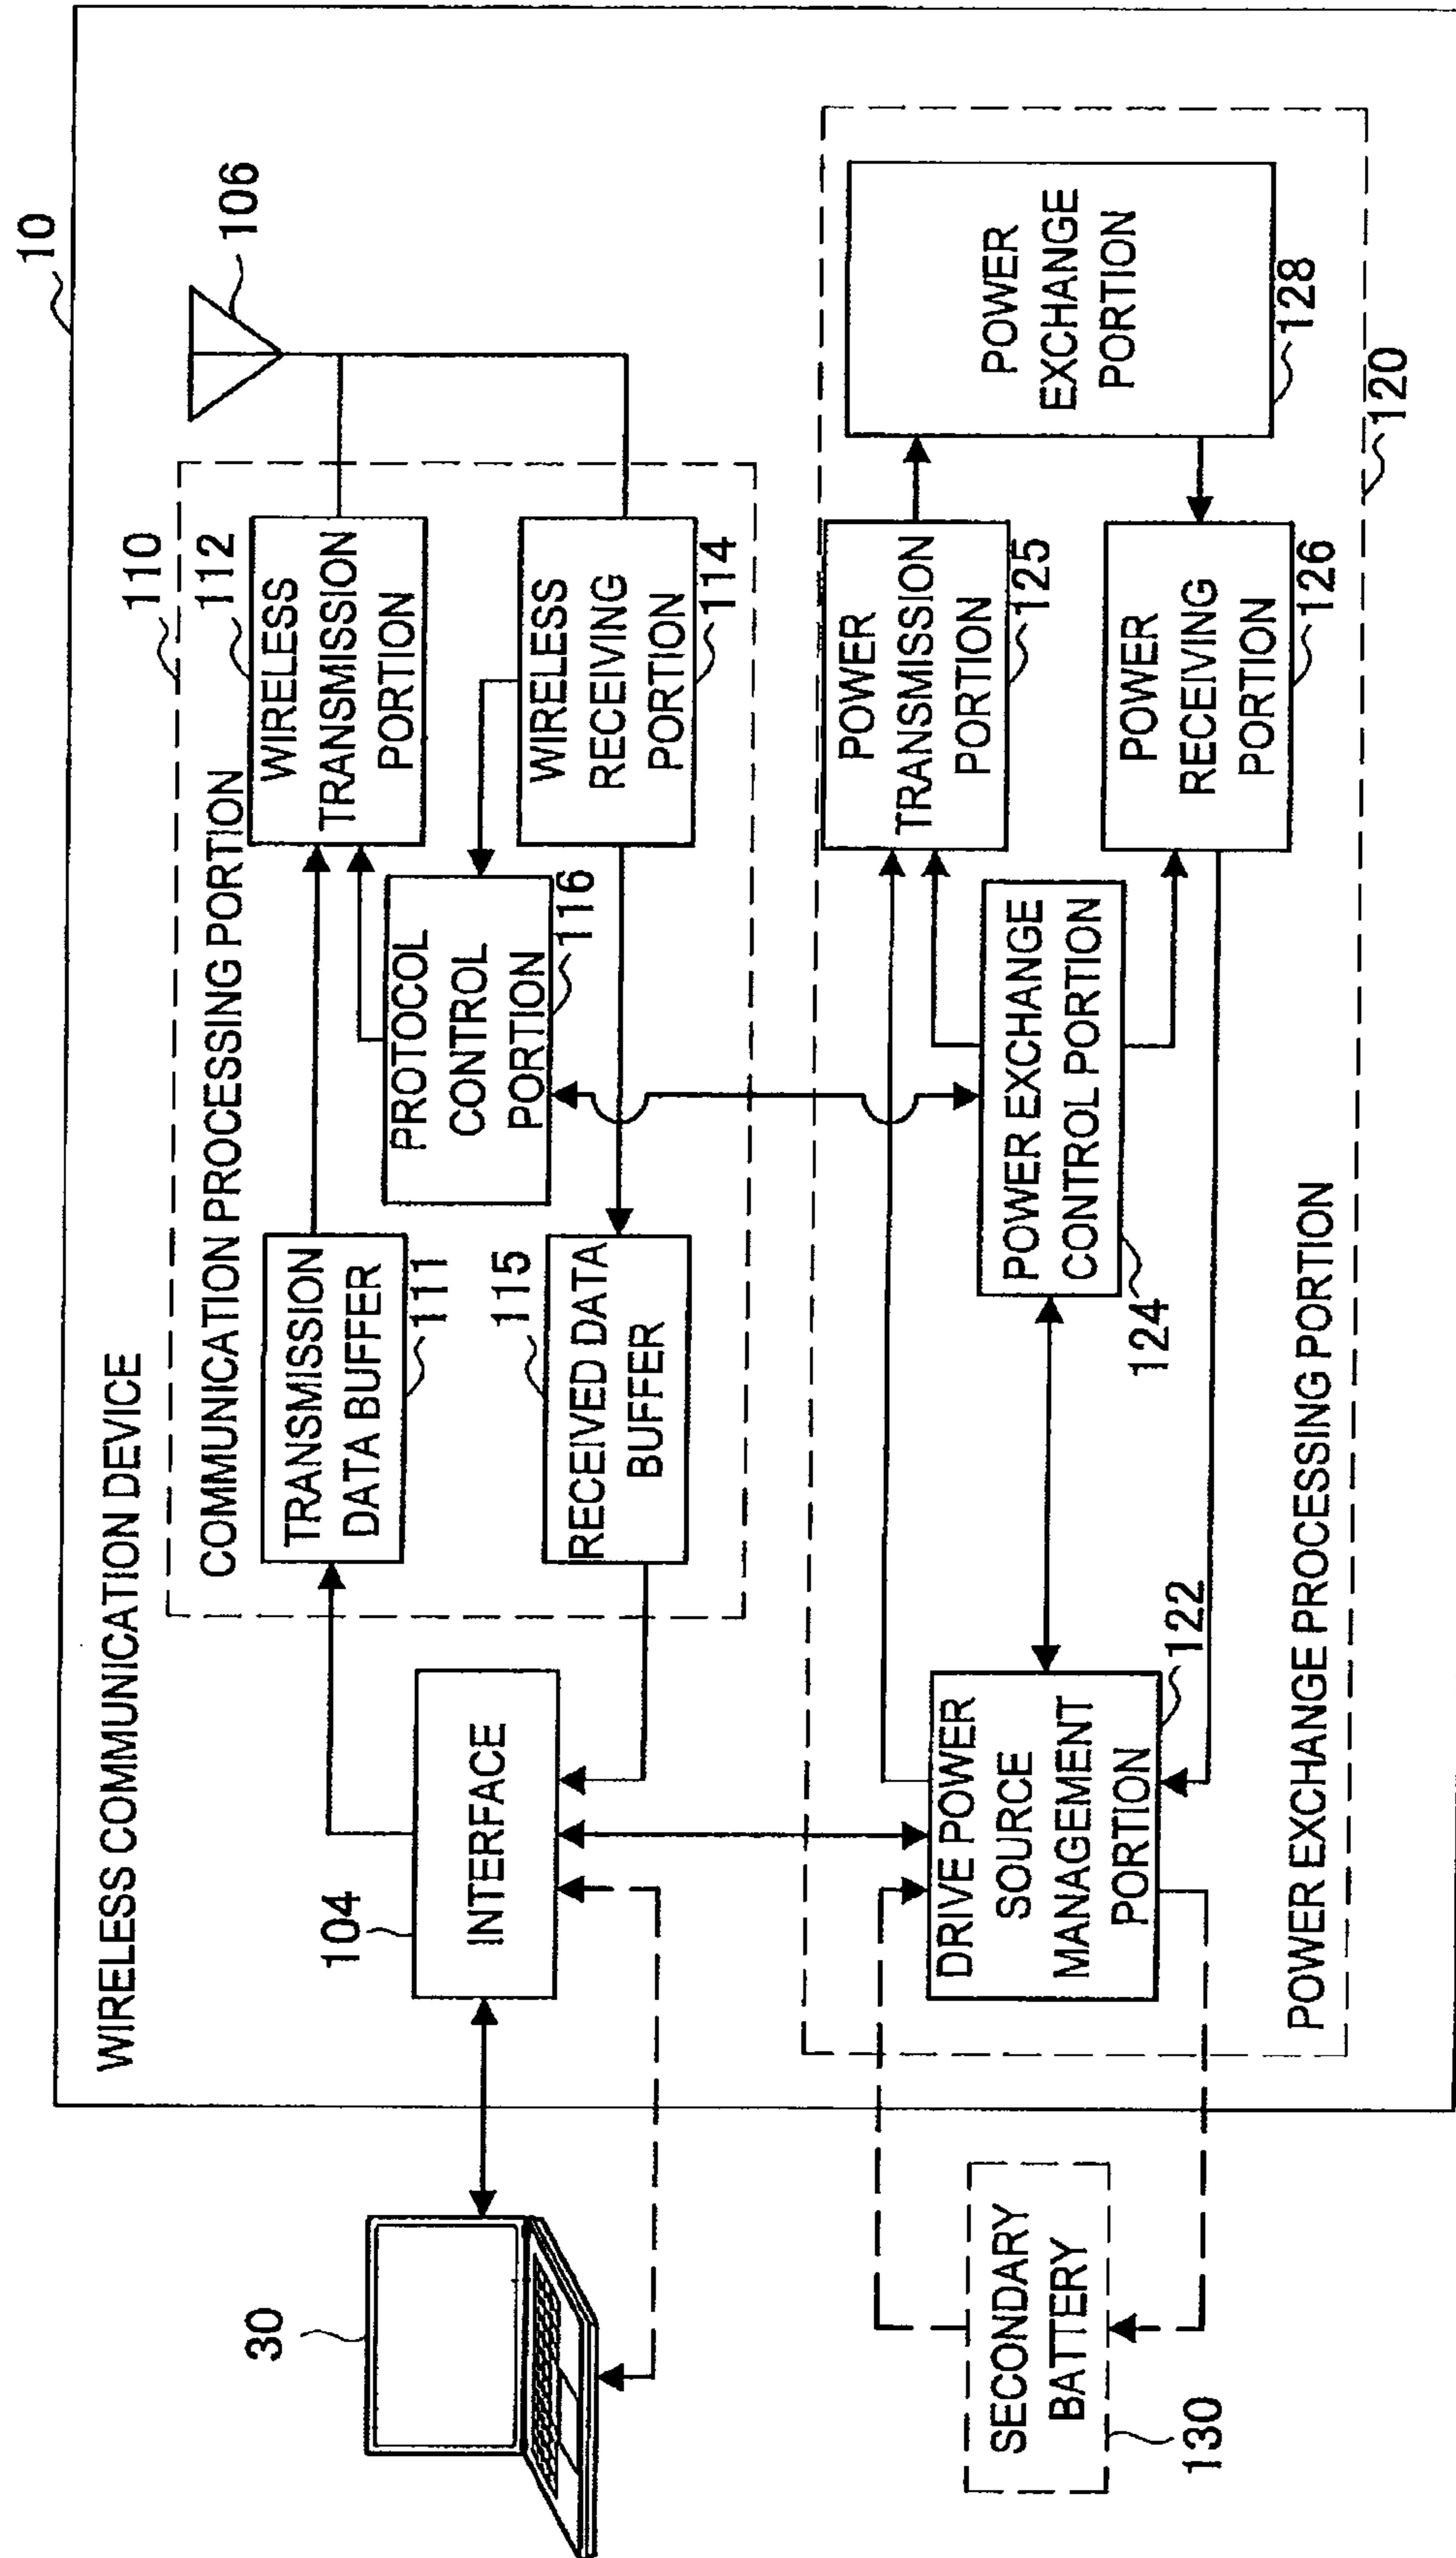 10
WIRELESS COMMUNICATION DEVICE
106
110
COMMUNICATION PROCESSING PORTION
112
WIRELESS
TRANSMISSION
PORTION
TRANSMISSION
DATA BUFFER
111
PROTOCOL
CONTROL
PORTION
116
WIRELESS
RECEIVING
PORTION
114
115
RECEIVED DATA
BUFFER
104
INTERFACE
30
POWER
TRANSMISSION
PORTION
125
POWER
EXCHANGE
PORTION
128
POWER EXCHANGE
CONTROL PORTION
124
POWER
RECEIVING
PORTION
126
DRIVE POWER
SOURCE
MANAGEMENT
PORTION
122
SECONDARY
BATTERY
130
POWER EXCHANGE PROCESSING PORTION
120